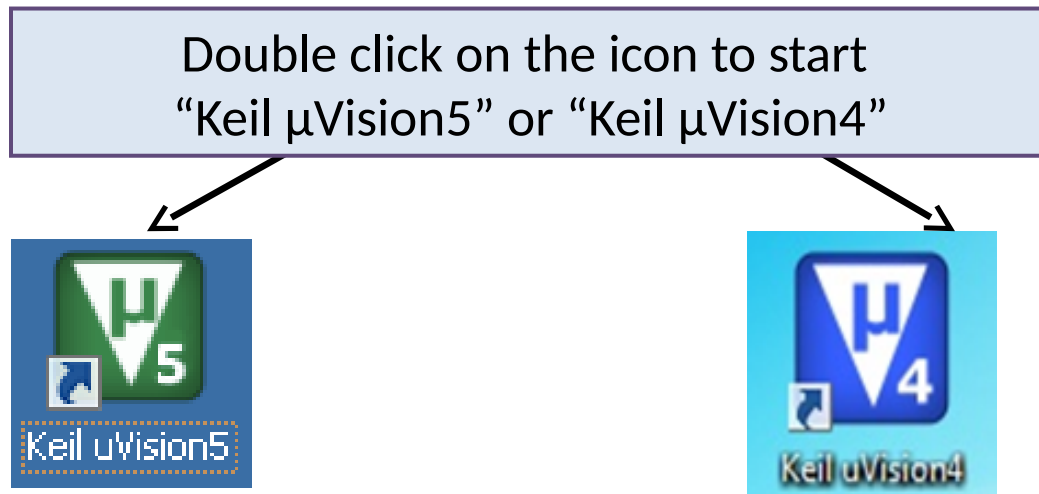 Double click on the icon to start
“Keil µVision5” or “Keil µVision4”
µ
5
Keil uVision5
µ
4
Keil uVision4